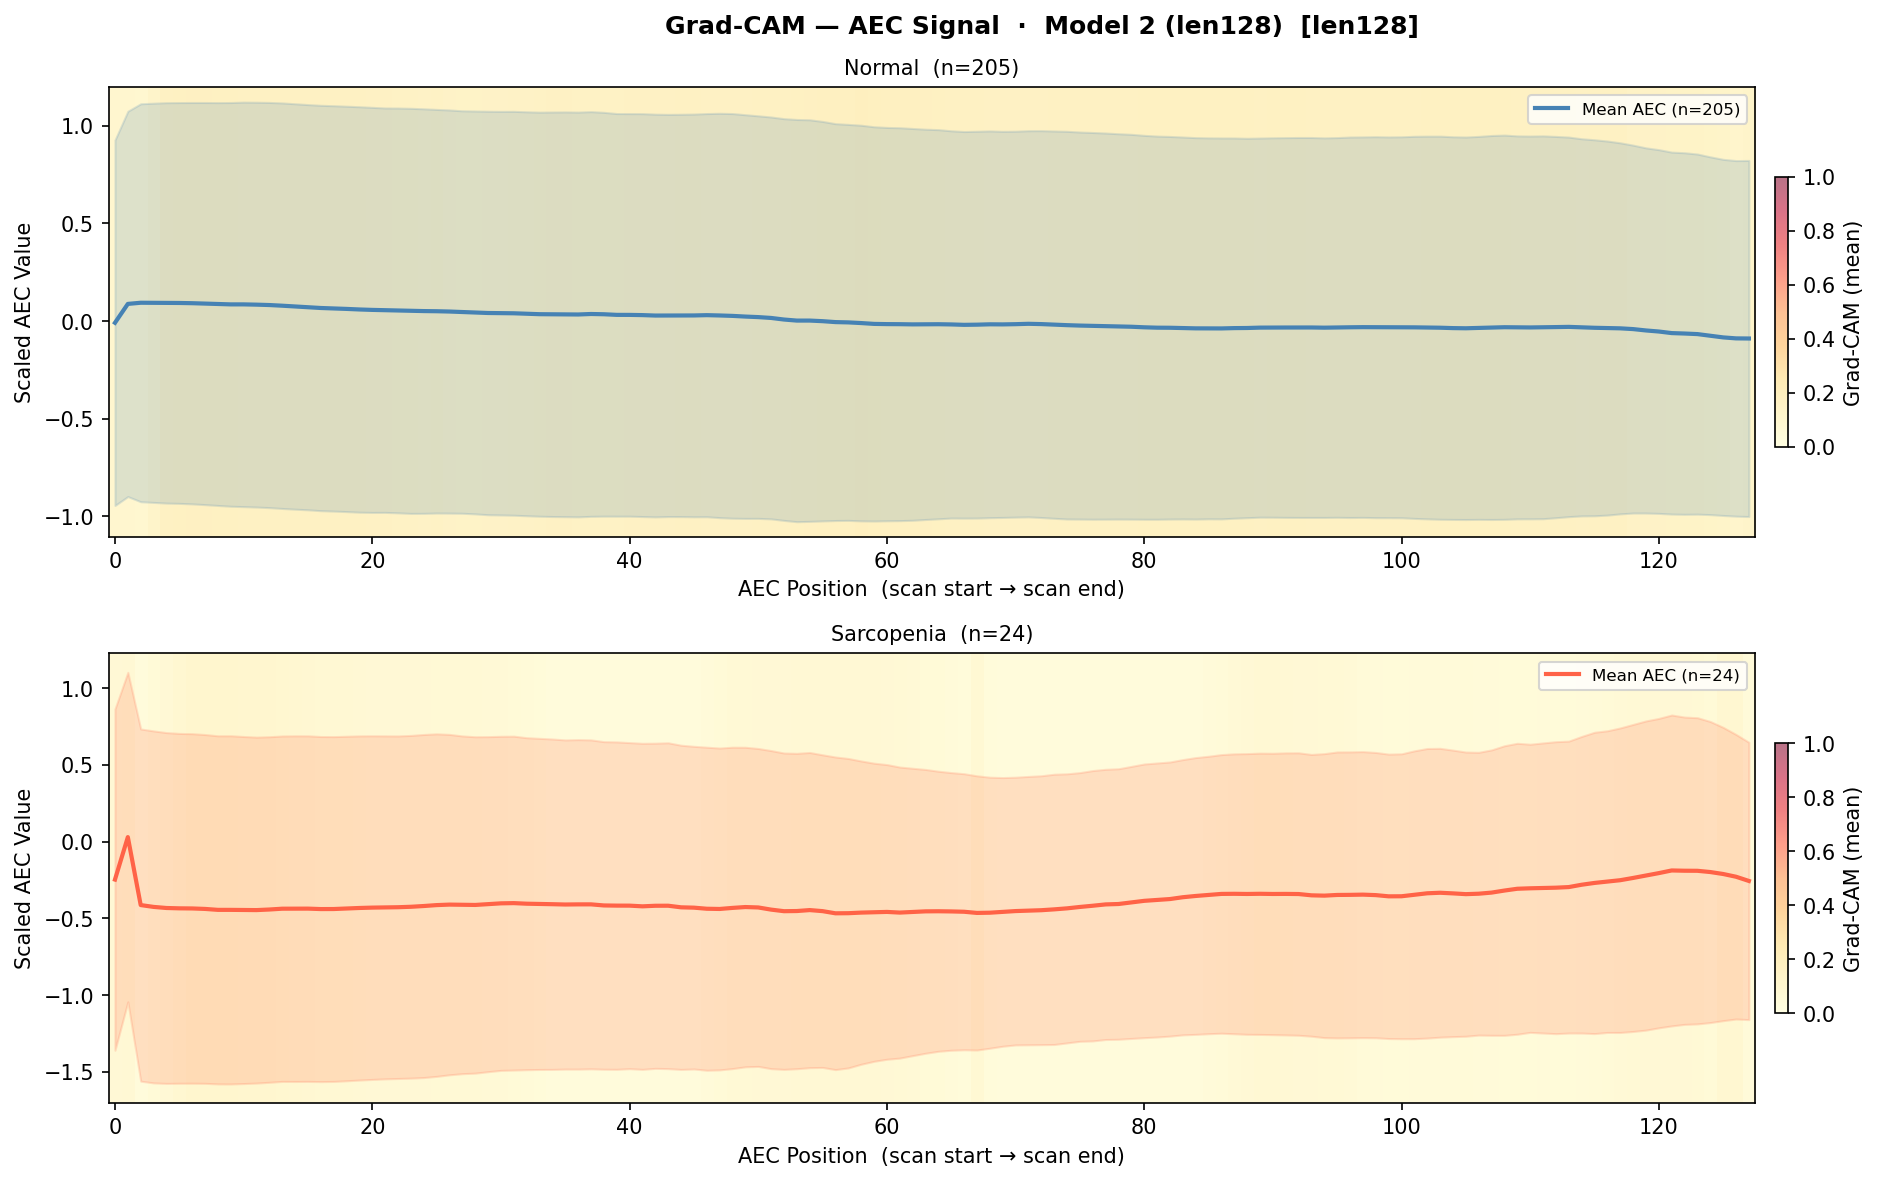 Grad-CAM — AEC Signal · Model 2 (len128) [len128]
Normal (n=205)
Mean AEC (n=205)
1.0
0.5
0.0
−0.5
−1.0
Scaled AEC Value
0 20 40 60 80 100 120
AEC Position (scan start → scan end)
1.0
0.8
0.6
0.4
0.2
0.0
Grad-CAM (mean)
Sarcopenia (n=24)
Mean AEC (n=24)
1.0
0.5
0.0
−0.5
−1.0
−1.5
Scaled AEC Value
0 20 40 60 80 100 120
AEC Position (scan start → scan end)
1.0
0.8
0.6
0.4
0.2
0.0
Grad-CAM (mean)